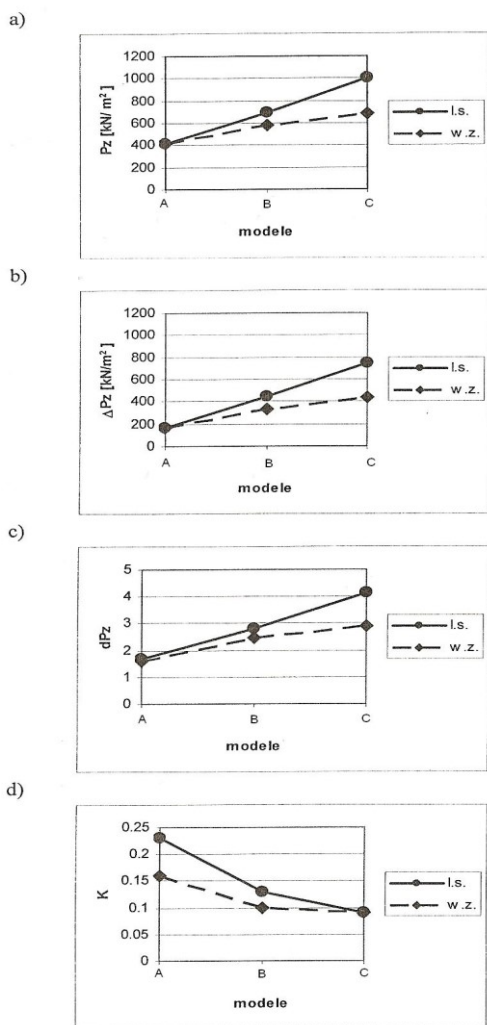 a)
1200
1000
800
600
400
200
0
Pz [kN/ m²]
A B C
modele
l.s.
w.z.
b)
1200
1000
800
600
400
200
0
ΔPz [kN/m²]
A B C
modele
l.s.
w.z.
c)
5
4
3
2
1
0
dPz
A B C
modele
l.s.
w.z.
d)
0.25
0.2
0.15
0.1
0.05
0
K
A B C
modele
l.s.
w.z.